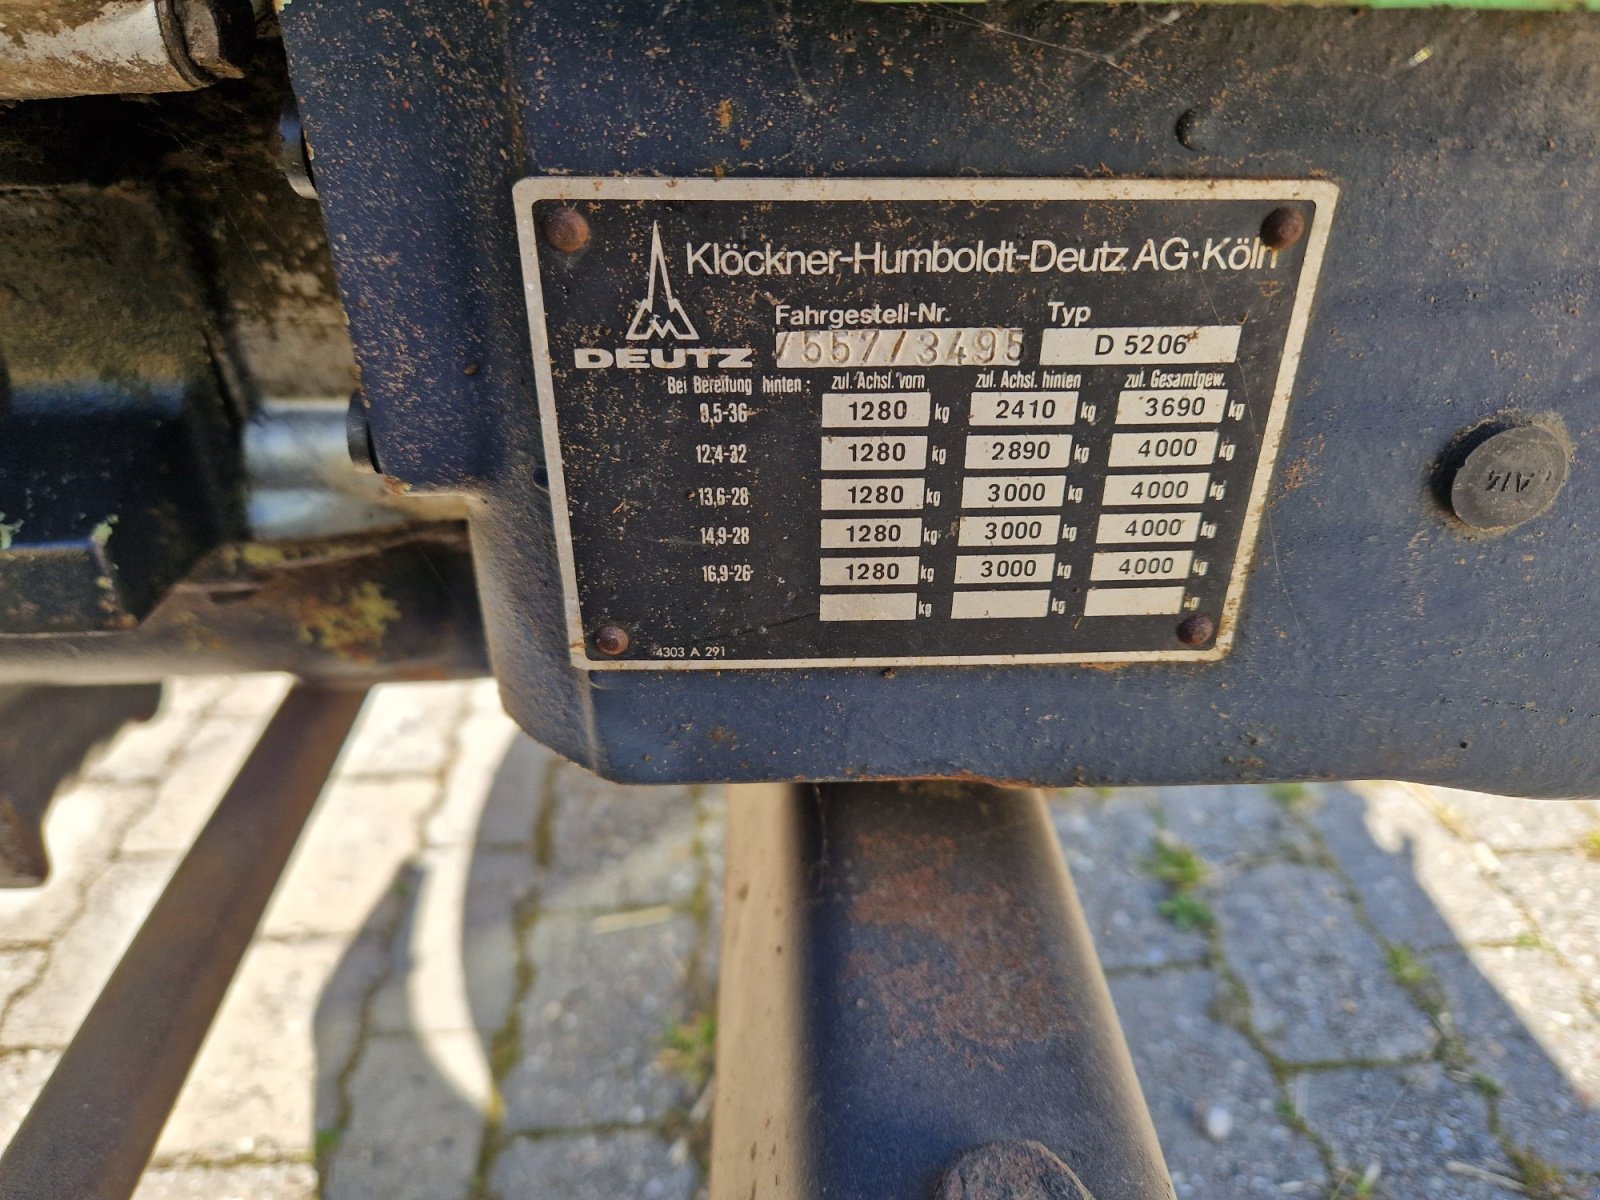 Klöckner-Humboldt-Deutz AG·Köln
Fahrgestell-Nr. Typ
DEUTZ 7557/3495 D 5206
Bei Bereifung hinten: zul. Achsl. vorn zul. Achsl. hinten zul. Gesamtgew.
9,5-36 1280 kg 2410 kg 3690 kg
12,4-32 1280 kg 2890 kg 4000 kg
13,6-28 1280 kg 3000 kg 4000 kg
14,9-28 1280 kg 3000 kg 4000 kg
16,9-26 1280 kg 3000 kg 4000 kg
kg kg kg
4303 A 291